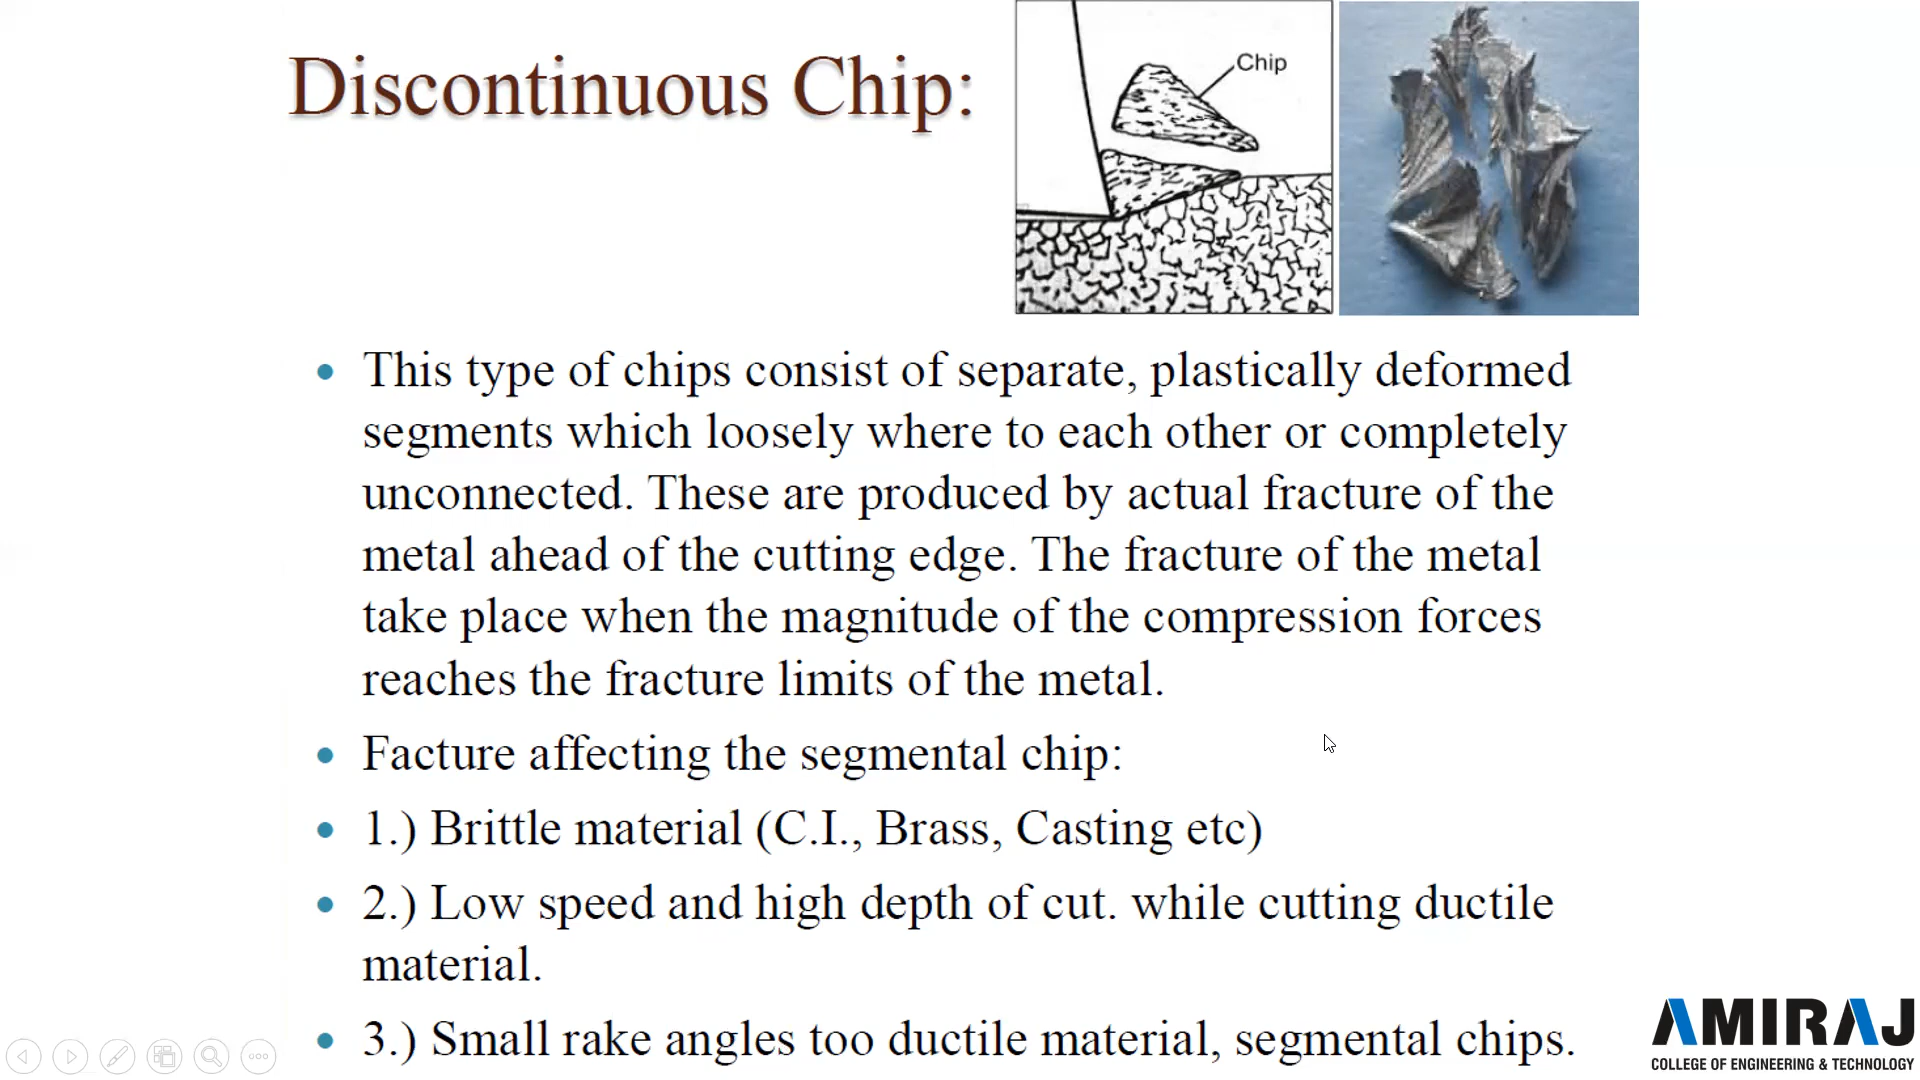 Discontinuous Chip:
Chip
• This type of chips consist of separate, plastically deformed
segments which loosely where to each other or completely
unconnected. These are produced by actual fracture of the
metal ahead of the cutting edge. The fracture of the metal
take place when the magnitude of the compression forces
reaches the fracture limits of the metal.
• Facture affecting the segmental chip:
• 1.) Brittle material (C.I., Brass, Casting etc)
• 2.) Low speed and high depth of cut. while cutting ductile
material.
• 3.) Small rake angles too ductile material, segmental chips.
AMIRAJ
COLLEGE OF ENGINEERING & TECHNOLOGY